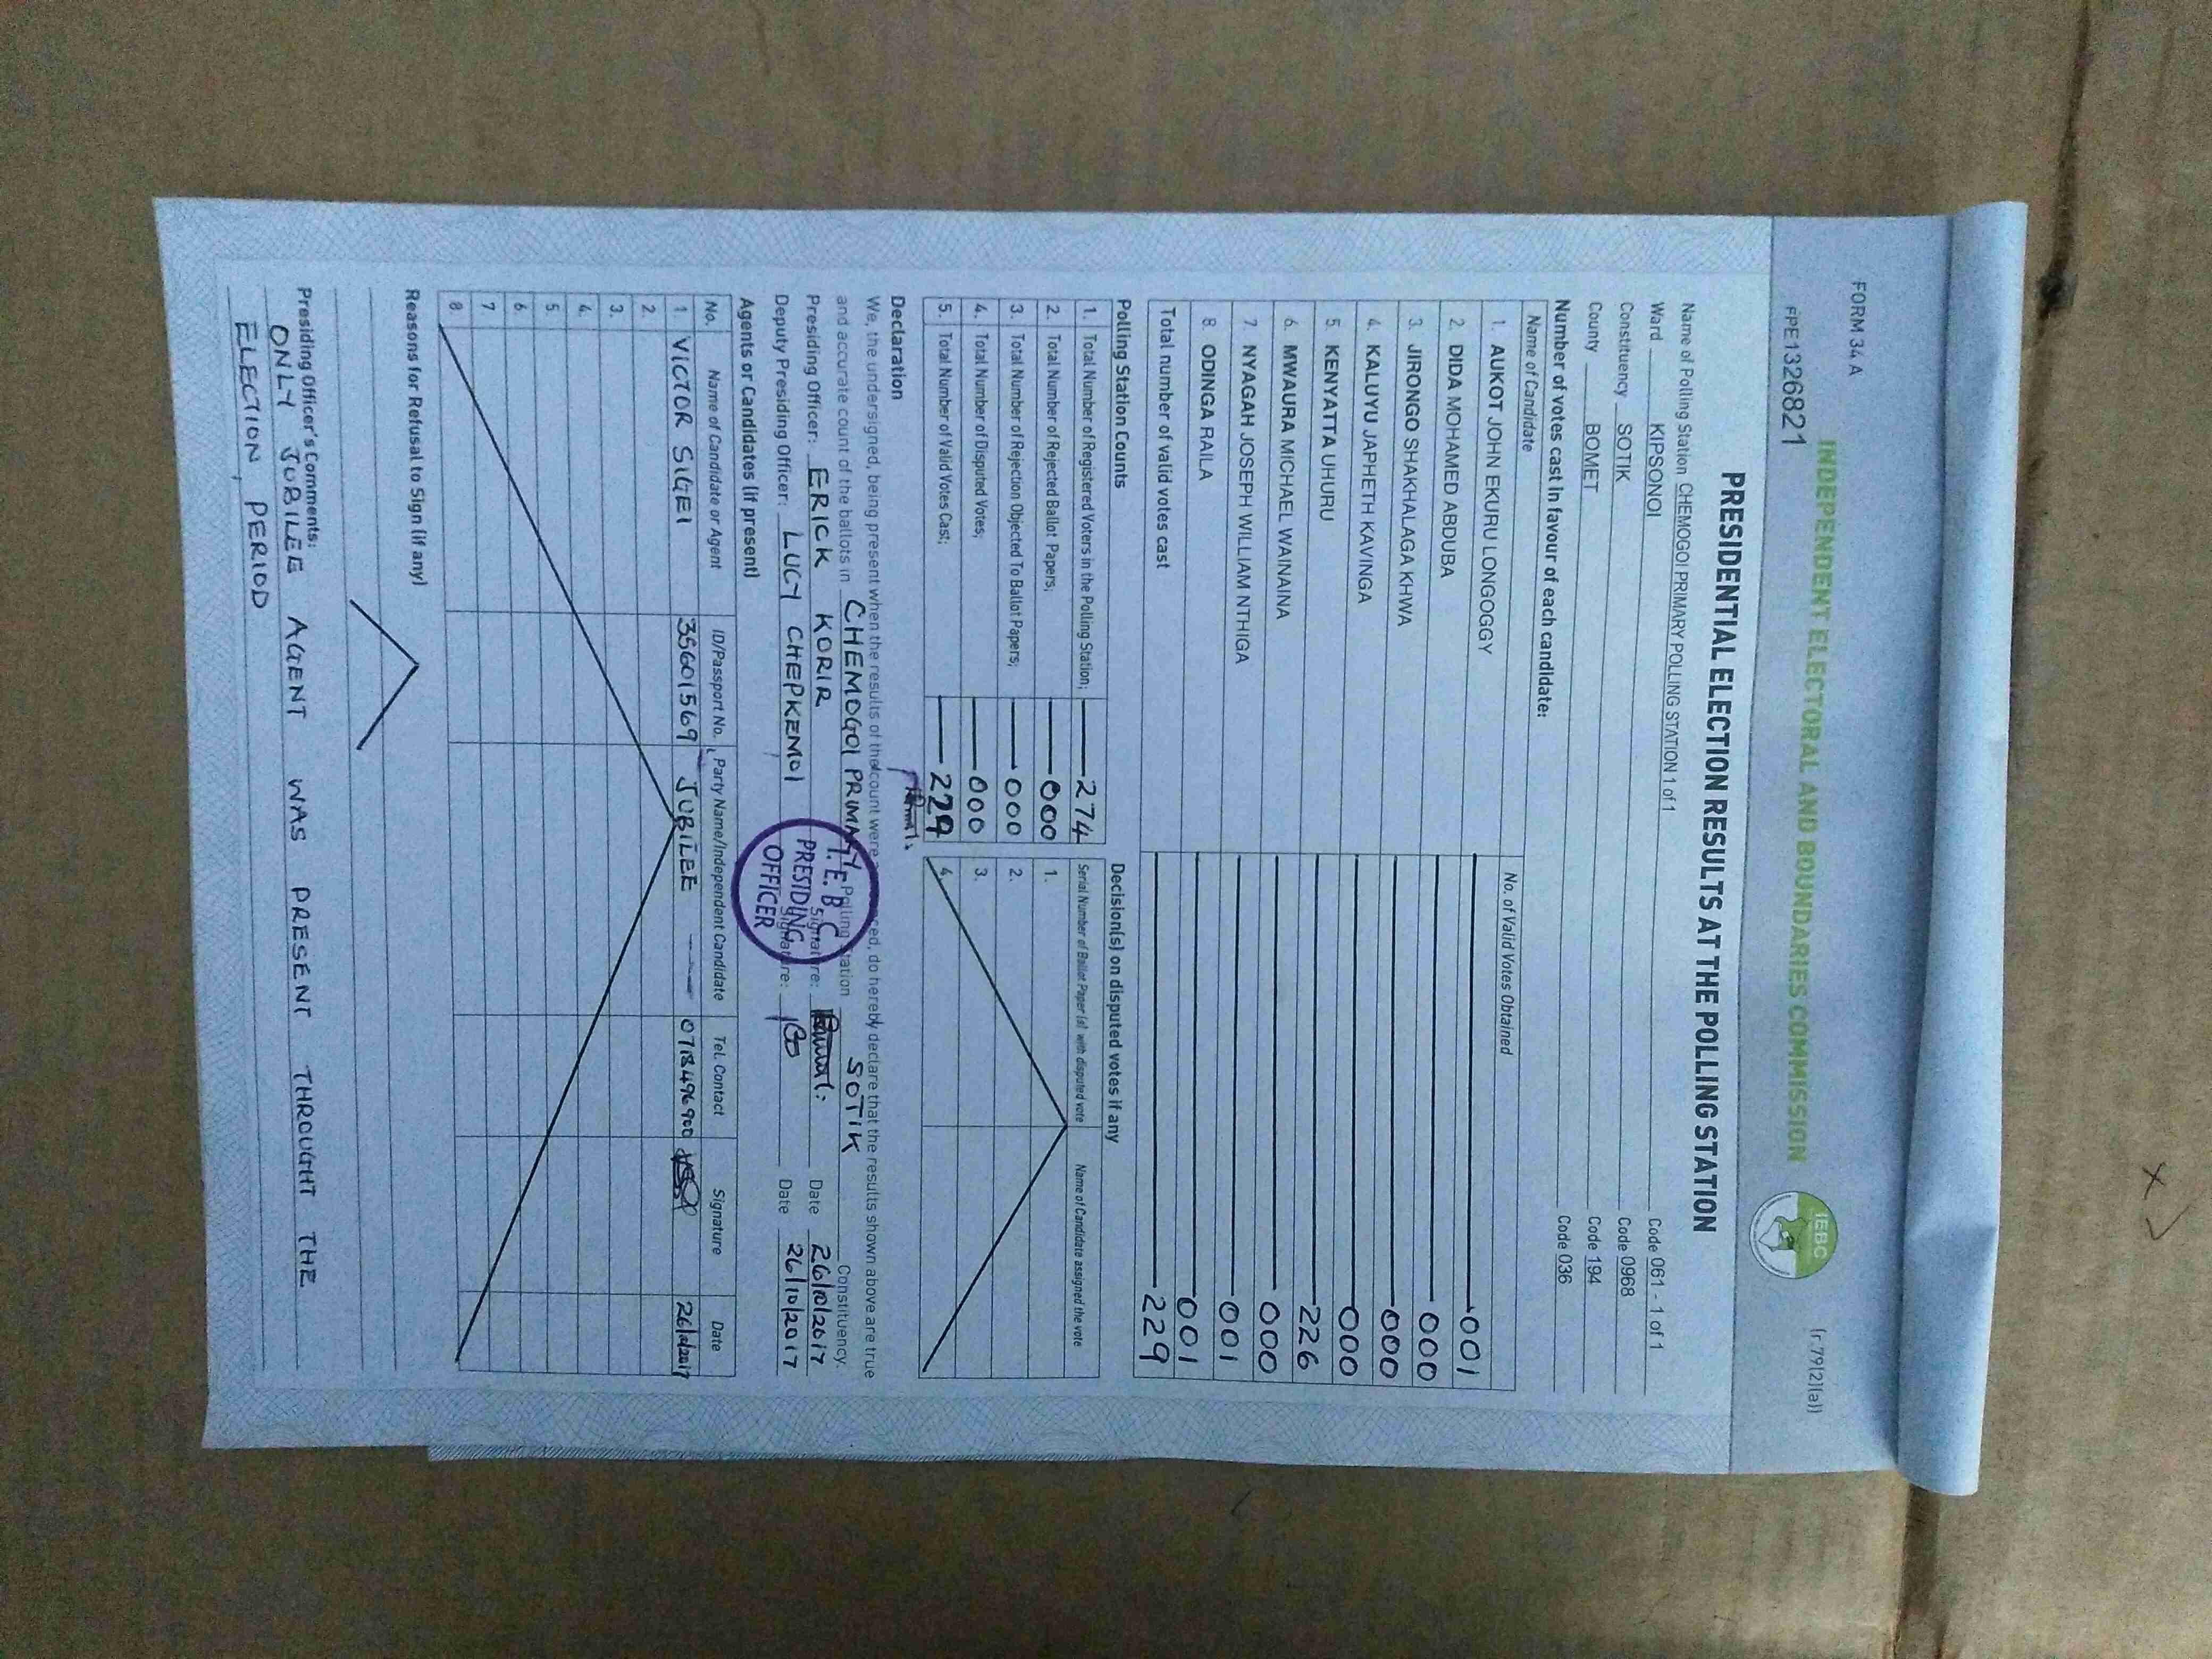 FORM 34 A
(r.79(2)(a))
INDEPENDENT ELECTORAL AND BOUNDARIES COMMISSION
IEBC
PPE1326821
PRESIDENTIAL ELECTION RESULTS AT THE POLLING STATION
Name of Polling Station CHEMOGOI PRIMARY POLLING STATION 1 of 1 Code 061 - 1 of 1
Ward KIPSONOI Code 0968
Constituency SOTIK Code 194
County BOMET Code 036
Number of votes cast in favour of each candidate:
Name of Candidate No. of Valid Votes Obtained
1. AUKOT JOHN EKURU LONGOGGY 001
2. DIDA MOHAMED ABDUBA 000
3. JIRONGO SHAKHALAGA KHWA 000
4. KALUYU JAPHETH KAVINGA 000
5. KENYATTA UHURU 226
6. MWAURA MICHAEL WAINAINA 000
7. NYAGAH JOSEPH WILLIAM NTHIGA 001
8. ODINGA RAILA 001
Total number of valid votes cast 229
Polling Station Counts Decision(s) on disputed votes if any
1. Total Number of Registered Voters in the Polling Station; 274 Serial Number of Ballot Paper (s) with disputed vote Name of Candidate assigned the vote
2. Total Number of Rejected Ballot Papers; 000 1.
3. Total Number of Rejection Objected To Ballot Papers; 000 2.
4. Total Number of Disputed Votes; 000 3.
5. Total Number of Valid Votes Cast; 229 4.
Declaration
We, the undersigned, being present when the results of the count were do hereby declare that the results shown above are true
and accurate count of the ballots in CHEMOGOI PRIMARY Polling Station SOTIK Constituency.
Presiding Officer: ERICK KORIR Signature: Date 26/10/2017
Deputy Presiding Officer: LUCY CHEPKEMOI Signature: Date 26/10/2017
I.E.B.C
PRESIDING
OFFICER
Agents or Candidates (if present)
No. Name of Candidate or Agent ID/Passport No. Party Name/Independent Candidate Tel. Contact Signature Date
1 VICTOR SIGEI 35601569 JUBILEE 0718496900 26/10/2017
2
3.
4.
5
6
7
8
Reasons for Refusal to Sign (if any)
Presiding Officer's Comments:
ONLY JUBILEE AGENT WAS PRESENT THROUGHT THE
ELECTION PERIOD